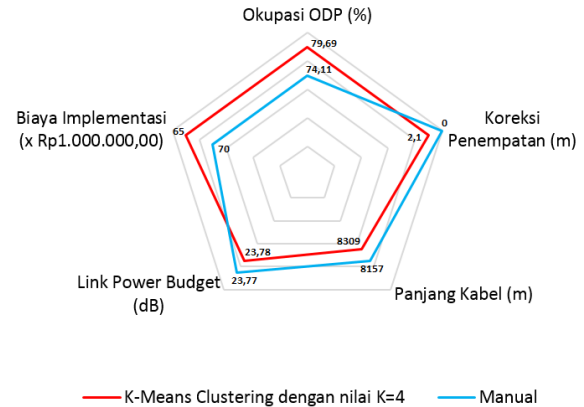 Okupasi ODP (%)
79,69
74,11
Biaya Implementasi
(x Rp1.000.000,00)
65
70
0
2,1
Koreksi
Penempatan (m)
23,78
23,77
8309
8157
Link Power Budget
(dB)
Panjang Kabel (m)
K-Means Clustering dengan nilai K=4
Manual